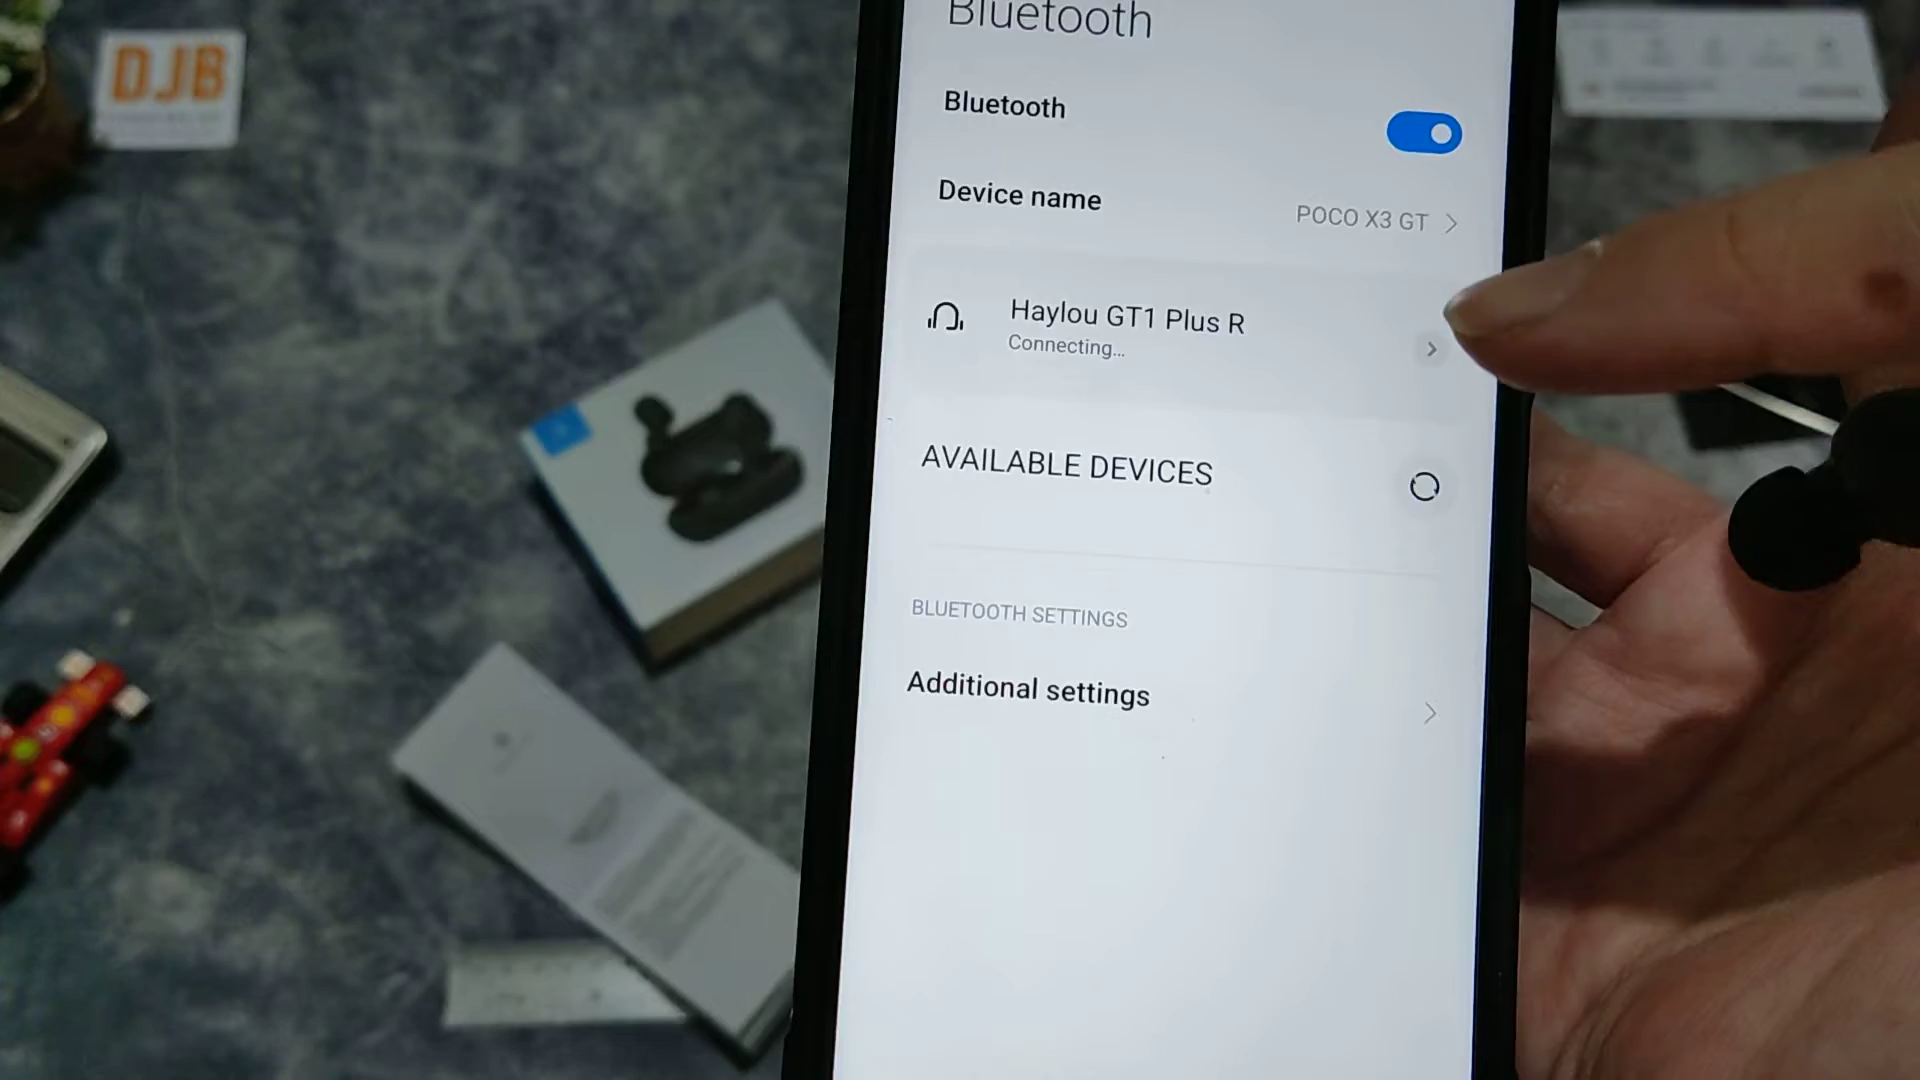 DJB
Bluetooth
Bluetooth
Device name
POCO X3 GT
Haylou GT1 Plus R
Connecting...
AVAILABLE DEVICES
BLUETOOTH SETTINGS
Additional settings